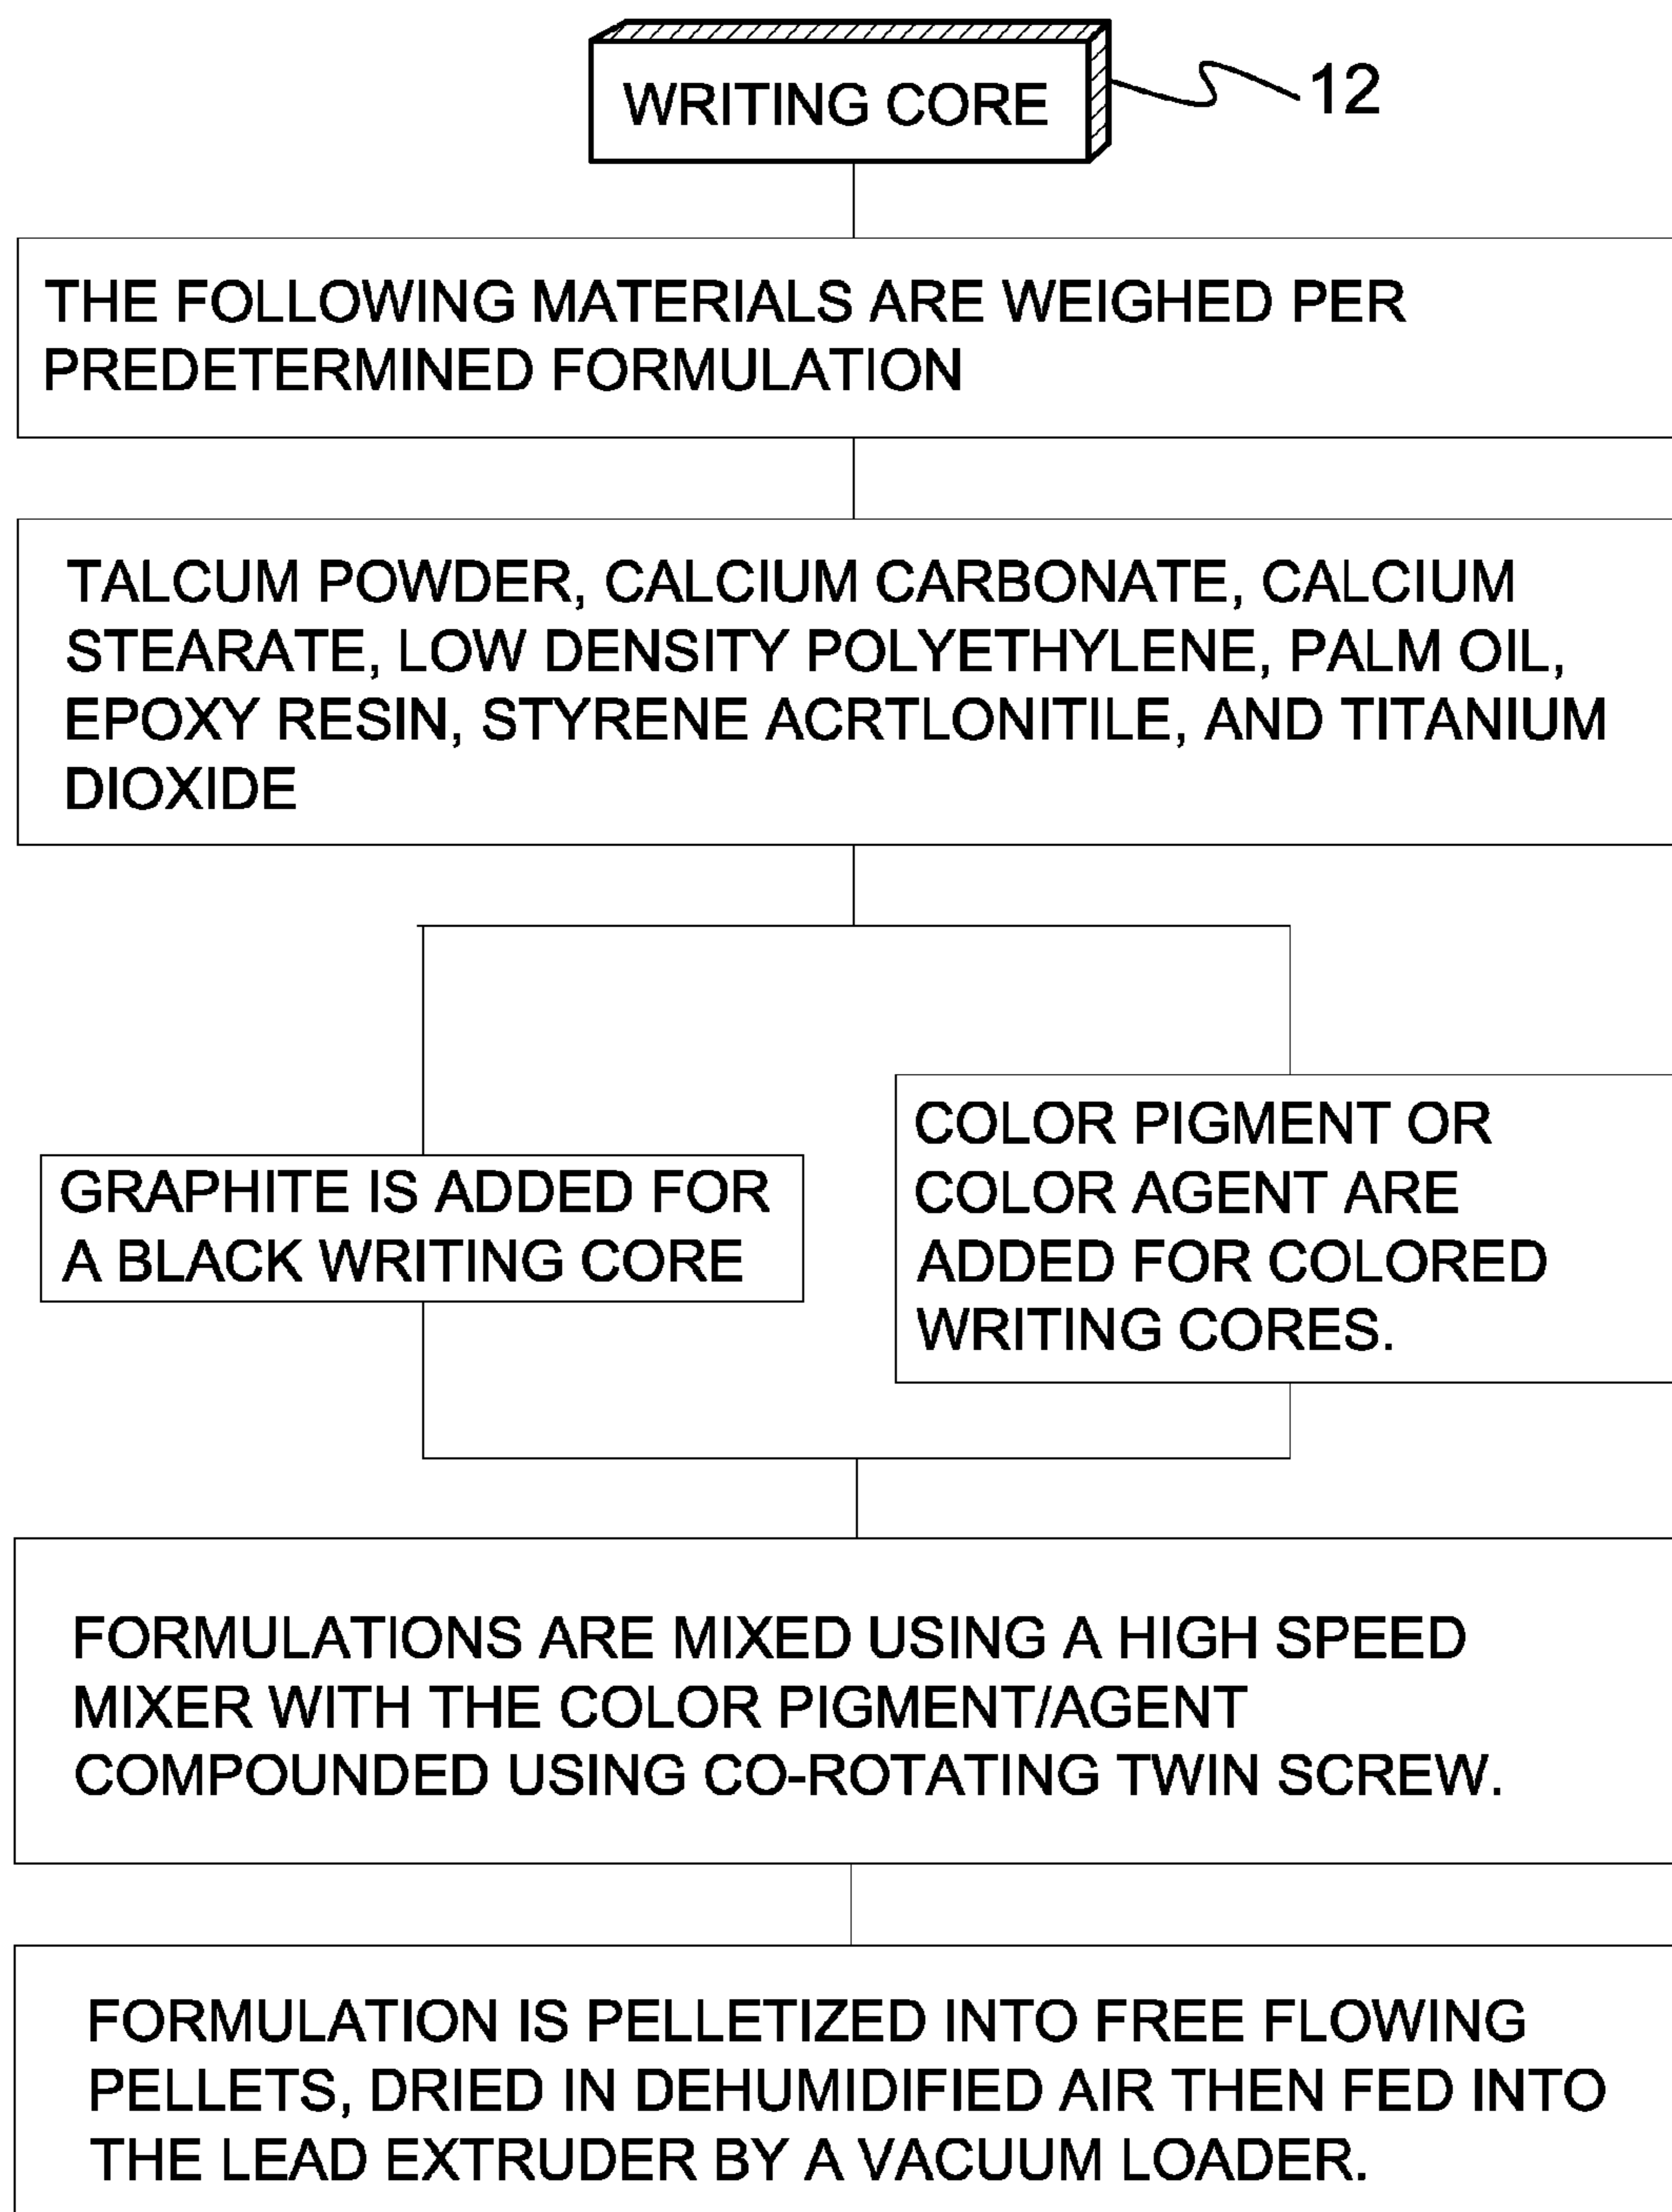 WRITING CORE
12
THE FOLLOWING MATERIALS ARE WEIGHED PER
PREDETERMINED FORMULATION
TALCUM POWDER, CALCIUM CARBONATE, CALCIUM
STEARATE, LOW DENSITY POLYETHYLENE, PALM OIL,
EPOXY RESIN, STYRENE ACRTLONITILE, AND TITANIUM
DIOXIDE
GRAPHITE IS ADDED FOR
A BLACK WRITING CORE
COLOR PIGMENT OR
COLOR AGENT ARE
ADDED FOR COLORED
WRITING CORES.
FORMULATIONS ARE MIXED USING A HIGH SPEED
MIXER WITH THE COLOR PIGMENT/AGENT
COMPOUNDED USING CO-ROTATING TWIN SCREW.
FORMULATION IS PELLETIZED INTO FREE FLOWING
PELLETS, DRIED IN DEHUMIDIFIED AIR THEN FED INTO
THE LEAD EXTRUDER BY A VACUUM LOADER.